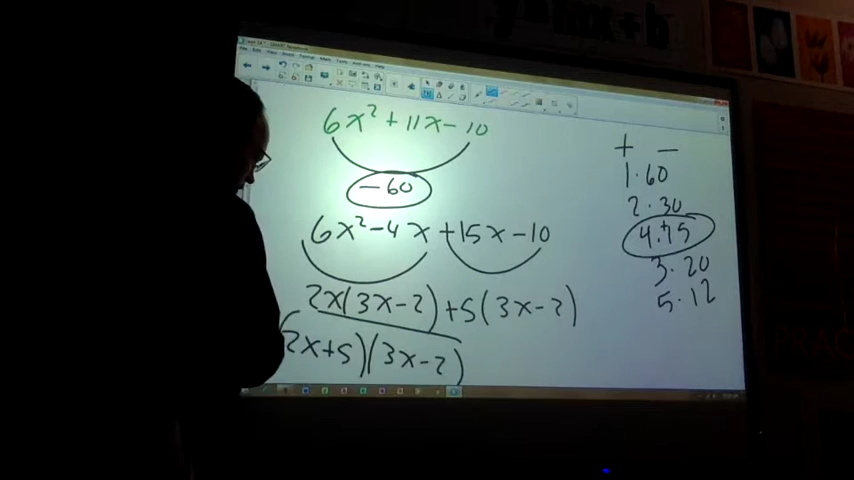 y=mx+b
6x² + 11x - 10
-60
6x² - 4x + 15x - 10
2x(3x-2) + 5(3x-2)
(2x+5)(3x-2)
+ -
1·60
2·30
4·15
3·20
5·12